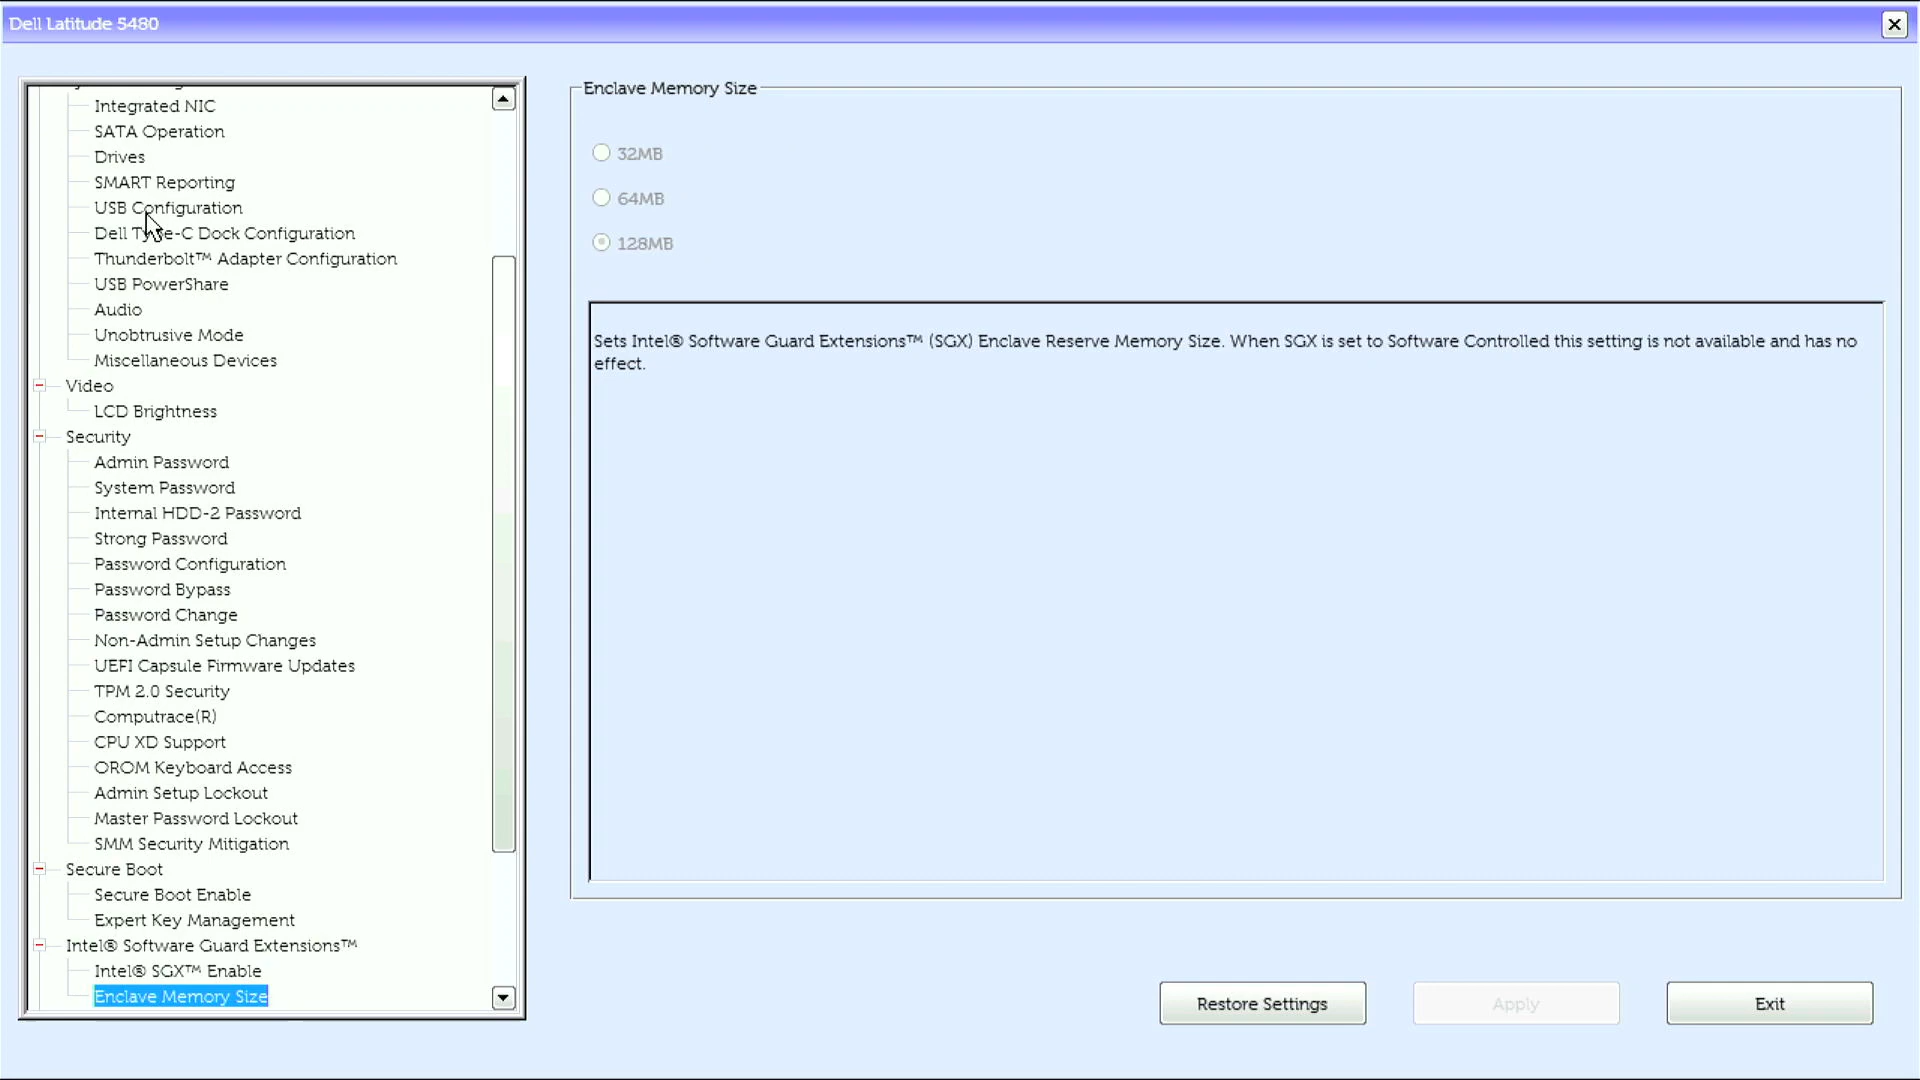 Dell Latitude 5480
Integrated NIC
SATA Operation
Drives
SMART Reporting
USB Configuration
Dell Type-C Dock Configuration
Thunderbolt™ Adapter Configuration
USB PowerShare
Audio
Unobtrusive Mode
Miscellaneous Devices
Video
LCD Brightness
Security
Admin Password
System Password
Internal HDD-2 Password
Strong Password
Password Configuration
Password Bypass
Password Change
Non-Admin Setup Changes
UEFI Capsule Firmware Updates
TPM 2.0 Security
Computrace(R)
CPU XD Support
OROM Keyboard Access
Admin Setup Lockout
Master Password Lockout
SMM Security Mitigation
Secure Boot
Secure Boot Enable
Expert Key Management
Intel® Software Guard Extensions™
Intel® SGX™ Enable
Enclave Memory Size
Enclave Memory Size
32MB
64MB
128MB
Sets Intel® Software Guard Extensions™ (SGX) Enclave Reserve Memory Size. When SGX is set to Software Controlled this setting is not available and has no
effect.
Restore Settings
Apply
Exit